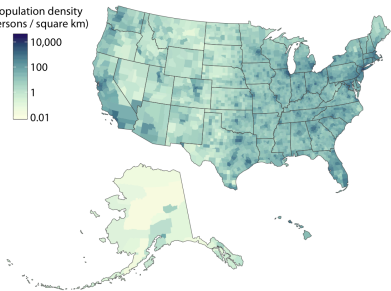 opulation density
ersons / square km)
10,000
100
1
0.01